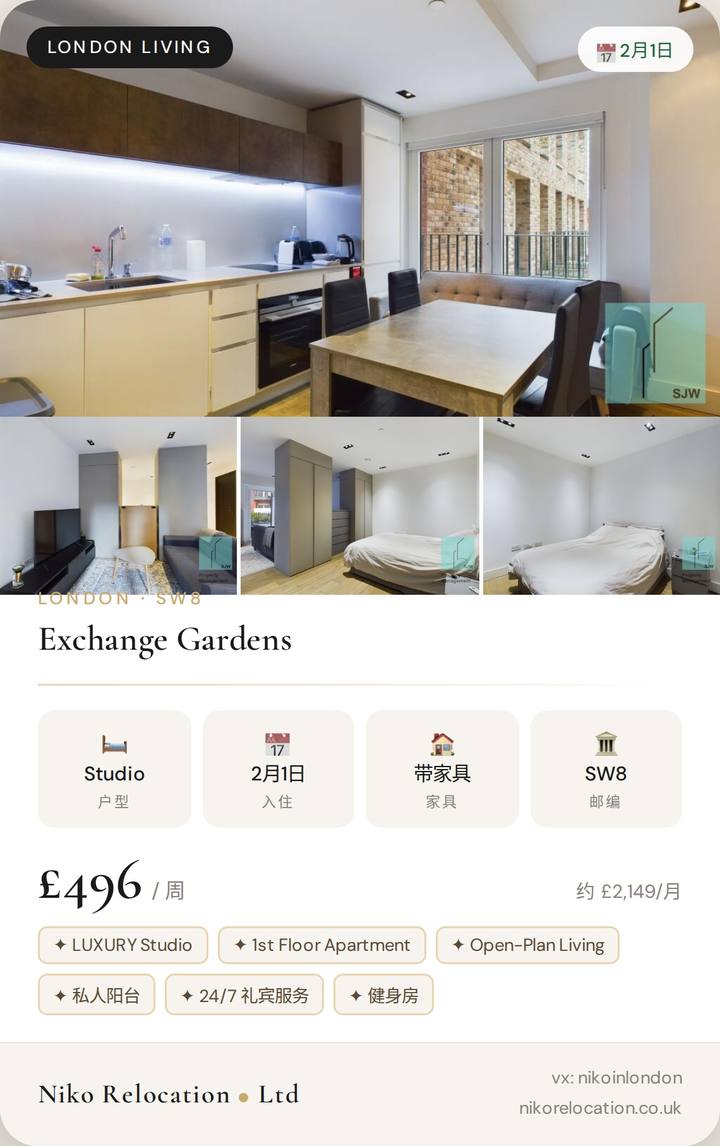 LONDON LIVING
📅 2月1日
SJW
LONDON · SW8
Exchange Gardens
Studio
户型
17
2月1日
入住
带家具
家具
SW8
邮编
£496 / 周
约 £2,149/月
✦ LUXURY Studio
✦ 1st Floor Apartment
✦ Open-Plan Living
✦ 私人阳台
✦ 24/7 礼宾服务
✦ 健身房
Niko Relocation • Ltd
vx: nikoinlondon
nikorelocation.co.uk